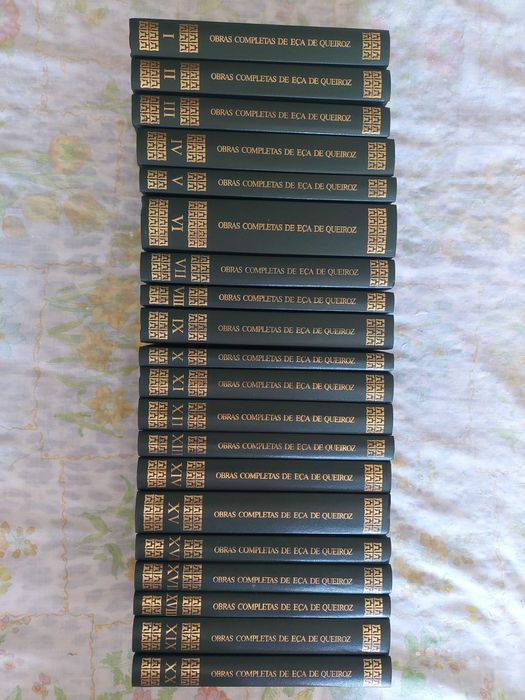 I OBRAS COMPLETAS DE EÇA DE QUEIROZ
II OBRAS COMPLETAS DE EÇA DE QUEIROZ
III OBRAS COMPLETAS DE EÇA DE QUEIROZ
IV OBRAS COMPLETAS DE EÇA DE QUEIROZ
V OBRAS COMPLETAS DE EÇA DE QUEIROZ
VI OBRAS COMPLETAS DE EÇA DE QUEIROZ
VII OBRAS COMPLETAS DE EÇA DE QUEIROZ
VIII OBRAS COMPLETAS DE EÇA DE QUEIROZ
IX OBRAS COMPLETAS DE EÇA DE QUEIROZ
X OBRAS COMPLETAS DE EÇA DE QUEIROZ
XI OBRAS COMPLETAS DE EÇA DE QUEIROZ
XII OBRAS COMPLETAS DE EÇA DE QUEIROZ
XIII OBRAS COMPLETAS DE EÇA DE QUEIROZ
XIV OBRAS COMPLETAS DE EÇA DE QUEIROZ
XV OBRAS COMPLETAS DE EÇA DE QUEIROZ
OBRAS COMPLETAS DE EÇA DE QUEIROZ
OBRAS COMPLETAS DE EÇA DE QUEIROZ
XVIII OBRAS COMPLETAS DE EÇA DE QUEIROZ
XIX OBRAS COMPLETAS DE EÇA DE QUEIROZ
XX OBRAS COMPLETAS DE EÇA DE QUEIROZ